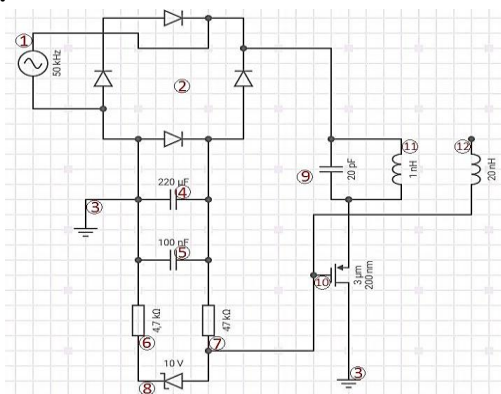 ①
50 kHz
②
③
220 µF
④
100 nF
⑤
4,7 kΩ
⑥
47 kΩ
⑦
10 V
⑧
⑨
20 pF
⑪
1 nH
⑫
20 nH
⑩
3 µm
200 nm
③